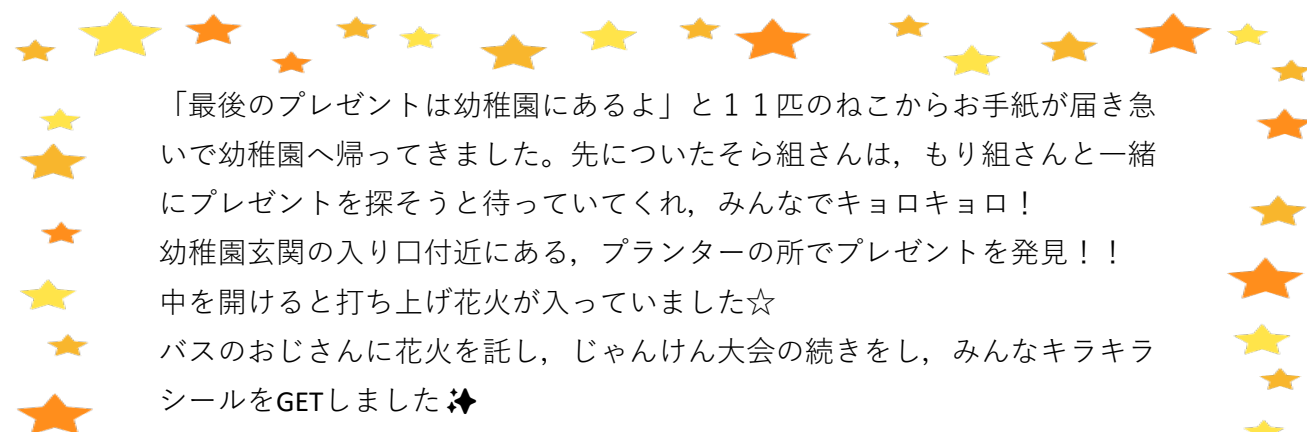 「最後のプレゼントは幼稚園にあるよ」と１１匹のねこからお手紙が届き急
いで幼稚園へ帰ってきました。先についたそら組さんは，もり組さんと一緒
にプレゼントを探そうと待っていてくれ，みんなでキョロキョロ！
幼稚園玄関の入り口付近にある，プランターの所でプレゼントを発見！！
中を開けると打ち上げ花火が入っていました☆
バスのおじさんに花火を託し，じゃんけん大会の続きをし，みんなキラキラ
シールをGETしました✨